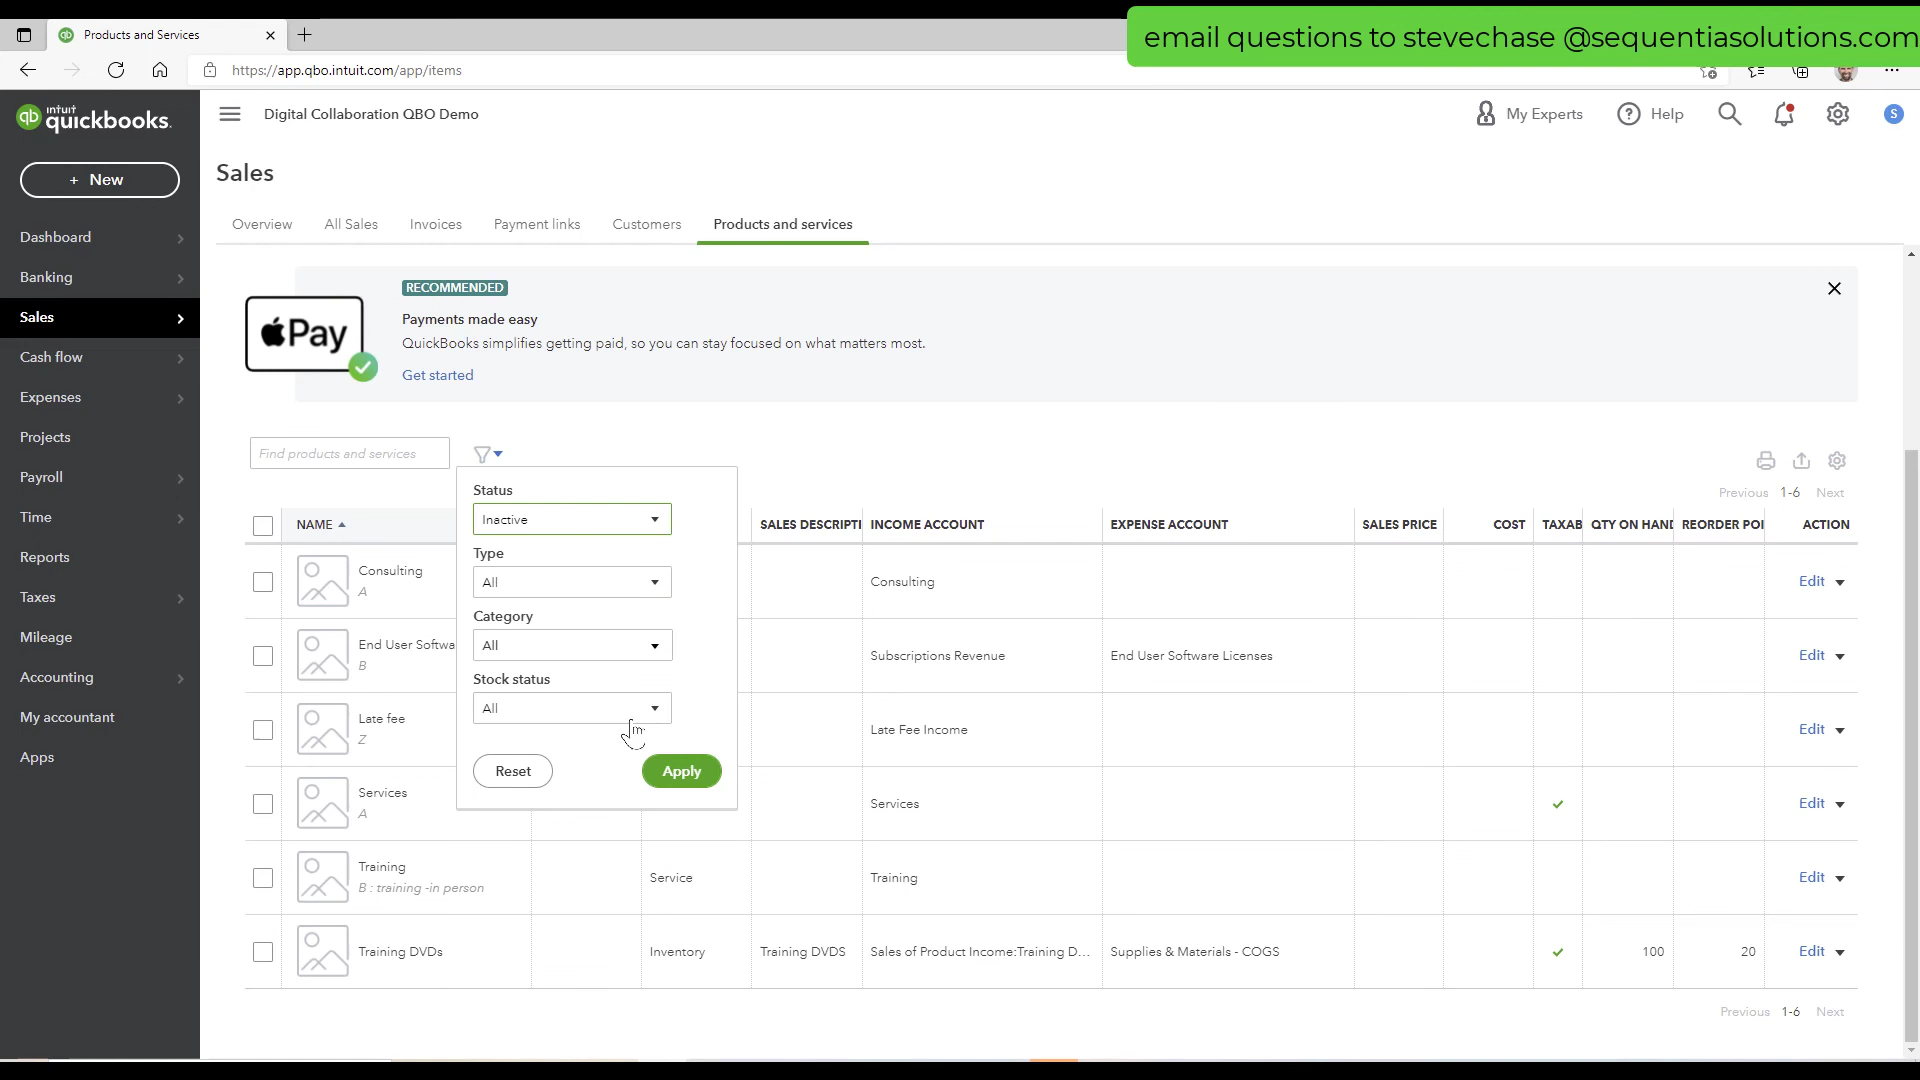 Products and Services
email questions to stevechase @sequentiasolutions.com
https://app.qbo.intuit.com/app/items
intuit
quickbooks.
Digital Collaboration QBO Demo
My Experts
Help
S
+ New
Dashboard
Banking
Sales
Cash flow
Expenses
Projects
Payroll
Time
Reports
Taxes
Mileage
Accounting
My accountant
Apps
Sales
Overview All Sales Invoices Payment links Customers Products and services
RECOMMENDED
Pay
Payments made easy
QuickBooks simplifies getting paid, so you can stay focused on what matters most.
Get started
Find products and services
Previous 1-6 Next
Status
Inactive
Type
All
Category
All
Stock status
All
Reset Apply
NAME SALES DESCRIPTI INCOME ACCOUNT EXPENSE ACCOUNT SALES PRICE COST TAXAB QTY ON HAND REORDER POI ACTION
Consulting
A
Consulting Edit
End User Softwa
B
Subscriptions Revenue End User Software Licenses Edit
Late fee
Z
Late Fee Income Edit
Services
A
Services Edit
Training
B : training -in person
Service Training Edit
Training DVDs Inventory Training DVDS Sales of Product Income:Training D... Supplies & Materials - COGS 100 20 Edit
Previous 1-6 Next